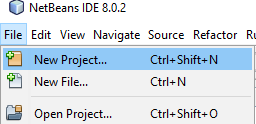 NetBeans IDE 8.0.2
File Edit View Navigate Source Refactor
New Project... Ctrl+Shift+N
New File... Ctrl+N
Open Project... Ctrl+Shift+O